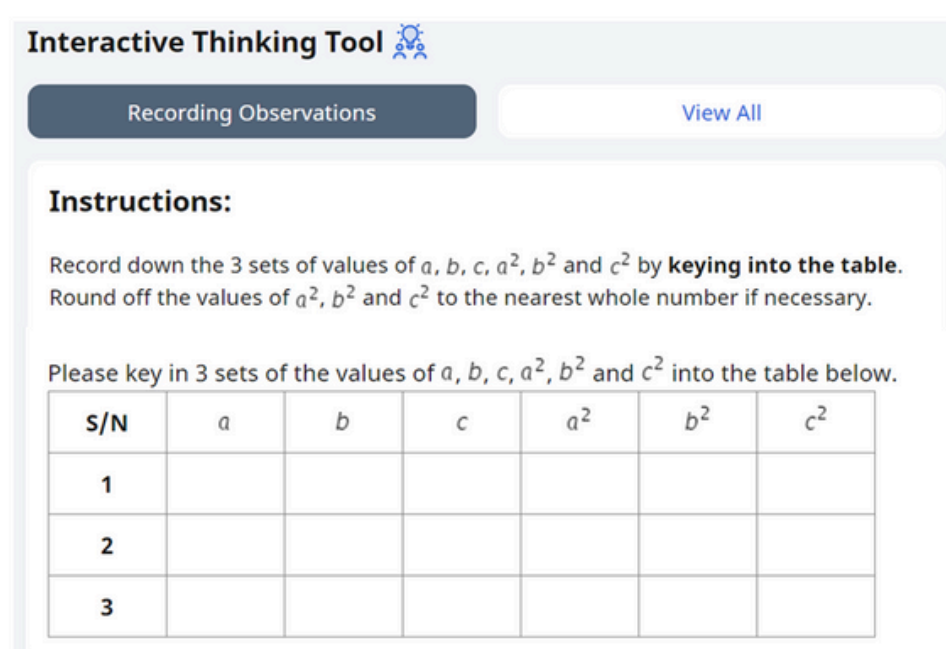 Interactive Thinking Tool
Recording Observations
View All
Instructions:
Record down the 3 sets of values of a, b, c, a², b² and c² by keying into the table.
Round off the values of a², b² and c² to the nearest whole number if necessary.
Please key in 3 sets of the values of a, b, c, a², b² and c² into the table below.
S/N a b c a² b² c²
1
2
3